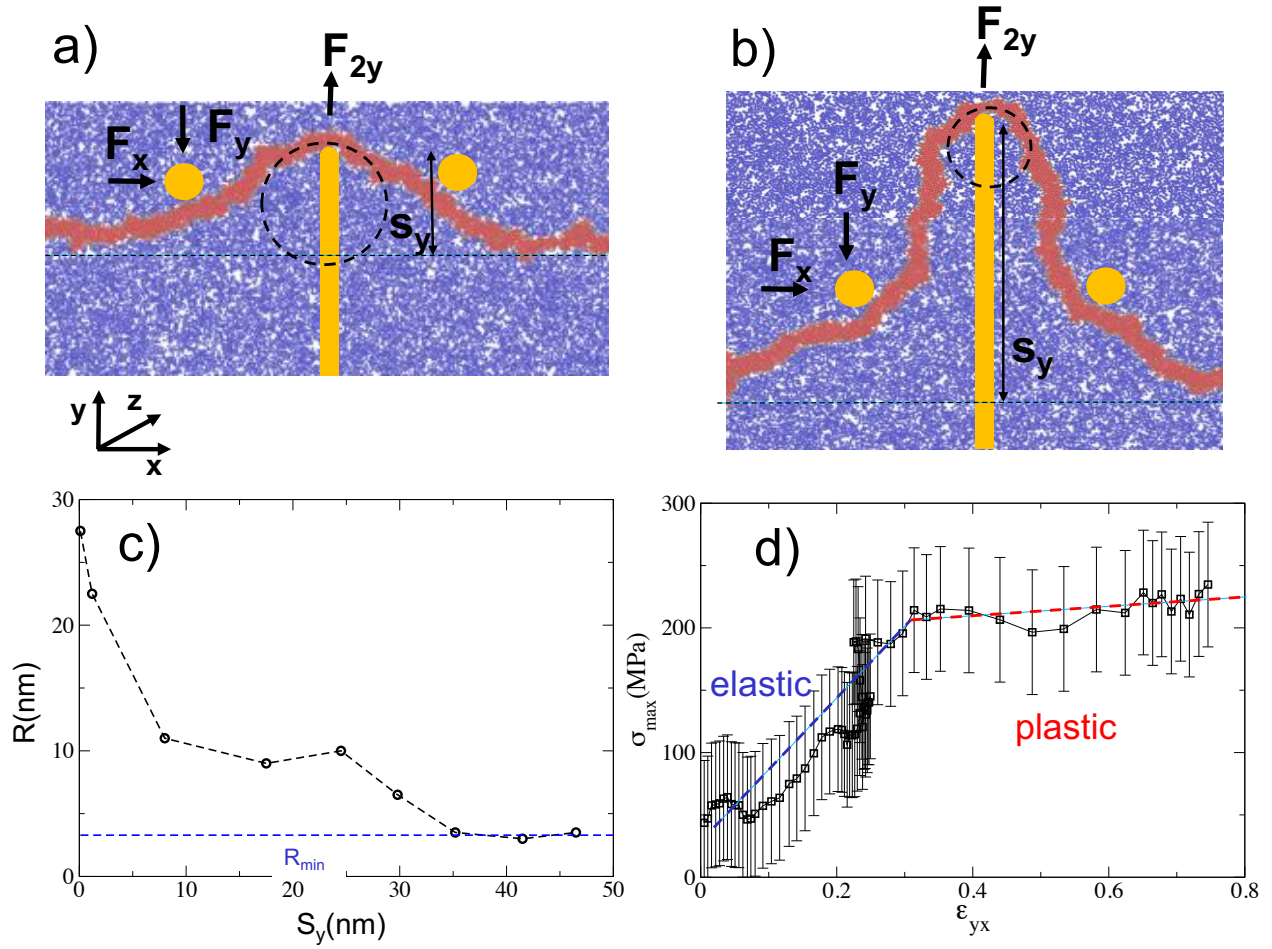 a)
F2y
Fx
Fy
sy
y
z
x
b)
F2y
Fy
Fx
sy
c)
R(nm)
30
20
10
0
Rmin
0
10
20
30
40
50
Sy(nm)
d)
σmax(MPa)
300
200
100
0
elastic
plastic
0
0.2
0.4
0.6
0.8
εyx